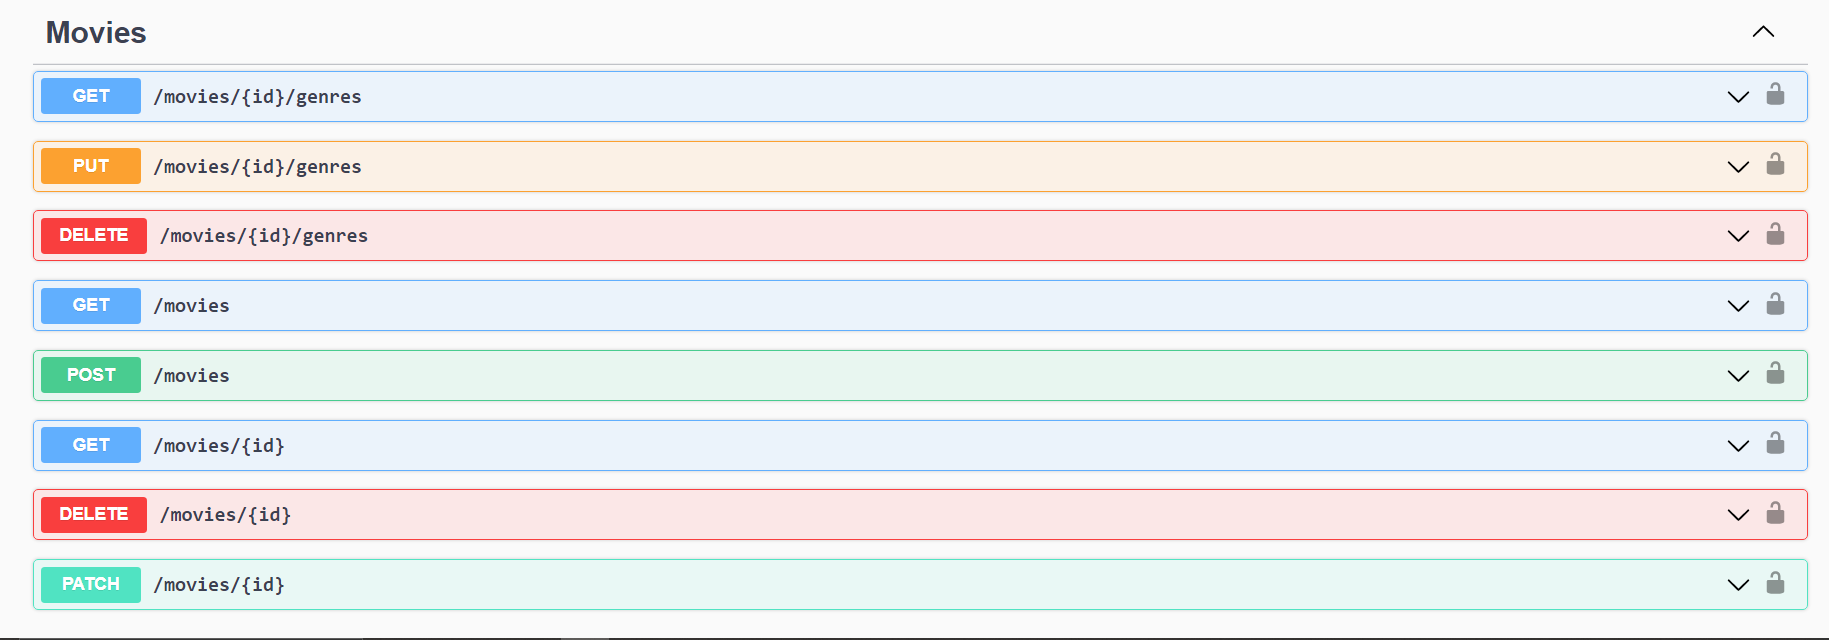 Movies
GET /movies/{id}/genres
PUT /movies/{id}/genres
DELETE /movies/{id}/genres
GET /movies
POST /movies
GET /movies/{id}
DELETE /movies/{id}
PATCH /movies/{id}